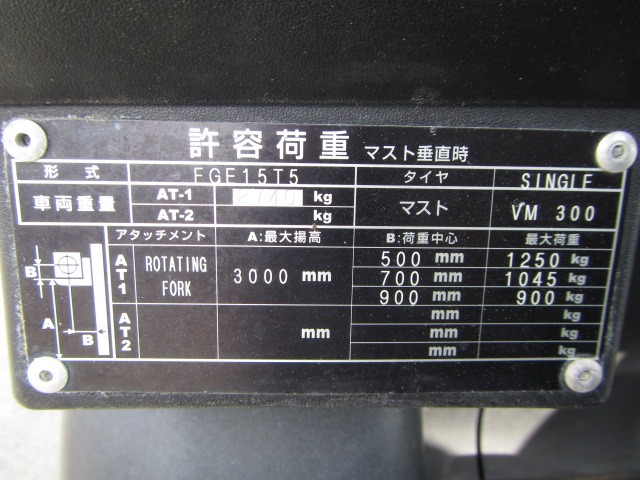 許容荷重 マスト垂直時
形式 FGE15T5 タイヤ SINGLE
車両重量 AT-1 2740 kg マスト VM 300
AT-2 kg
アタッチメント A:最大揚高 B:荷重中心 最大荷重
AT1 ROTATING FORK 3000 mm 500 mm 1250 kg
700 mm 1045 kg
900 mm 900 kg
AT2 mm mm kg
mm kg
mm kg
B
A
B